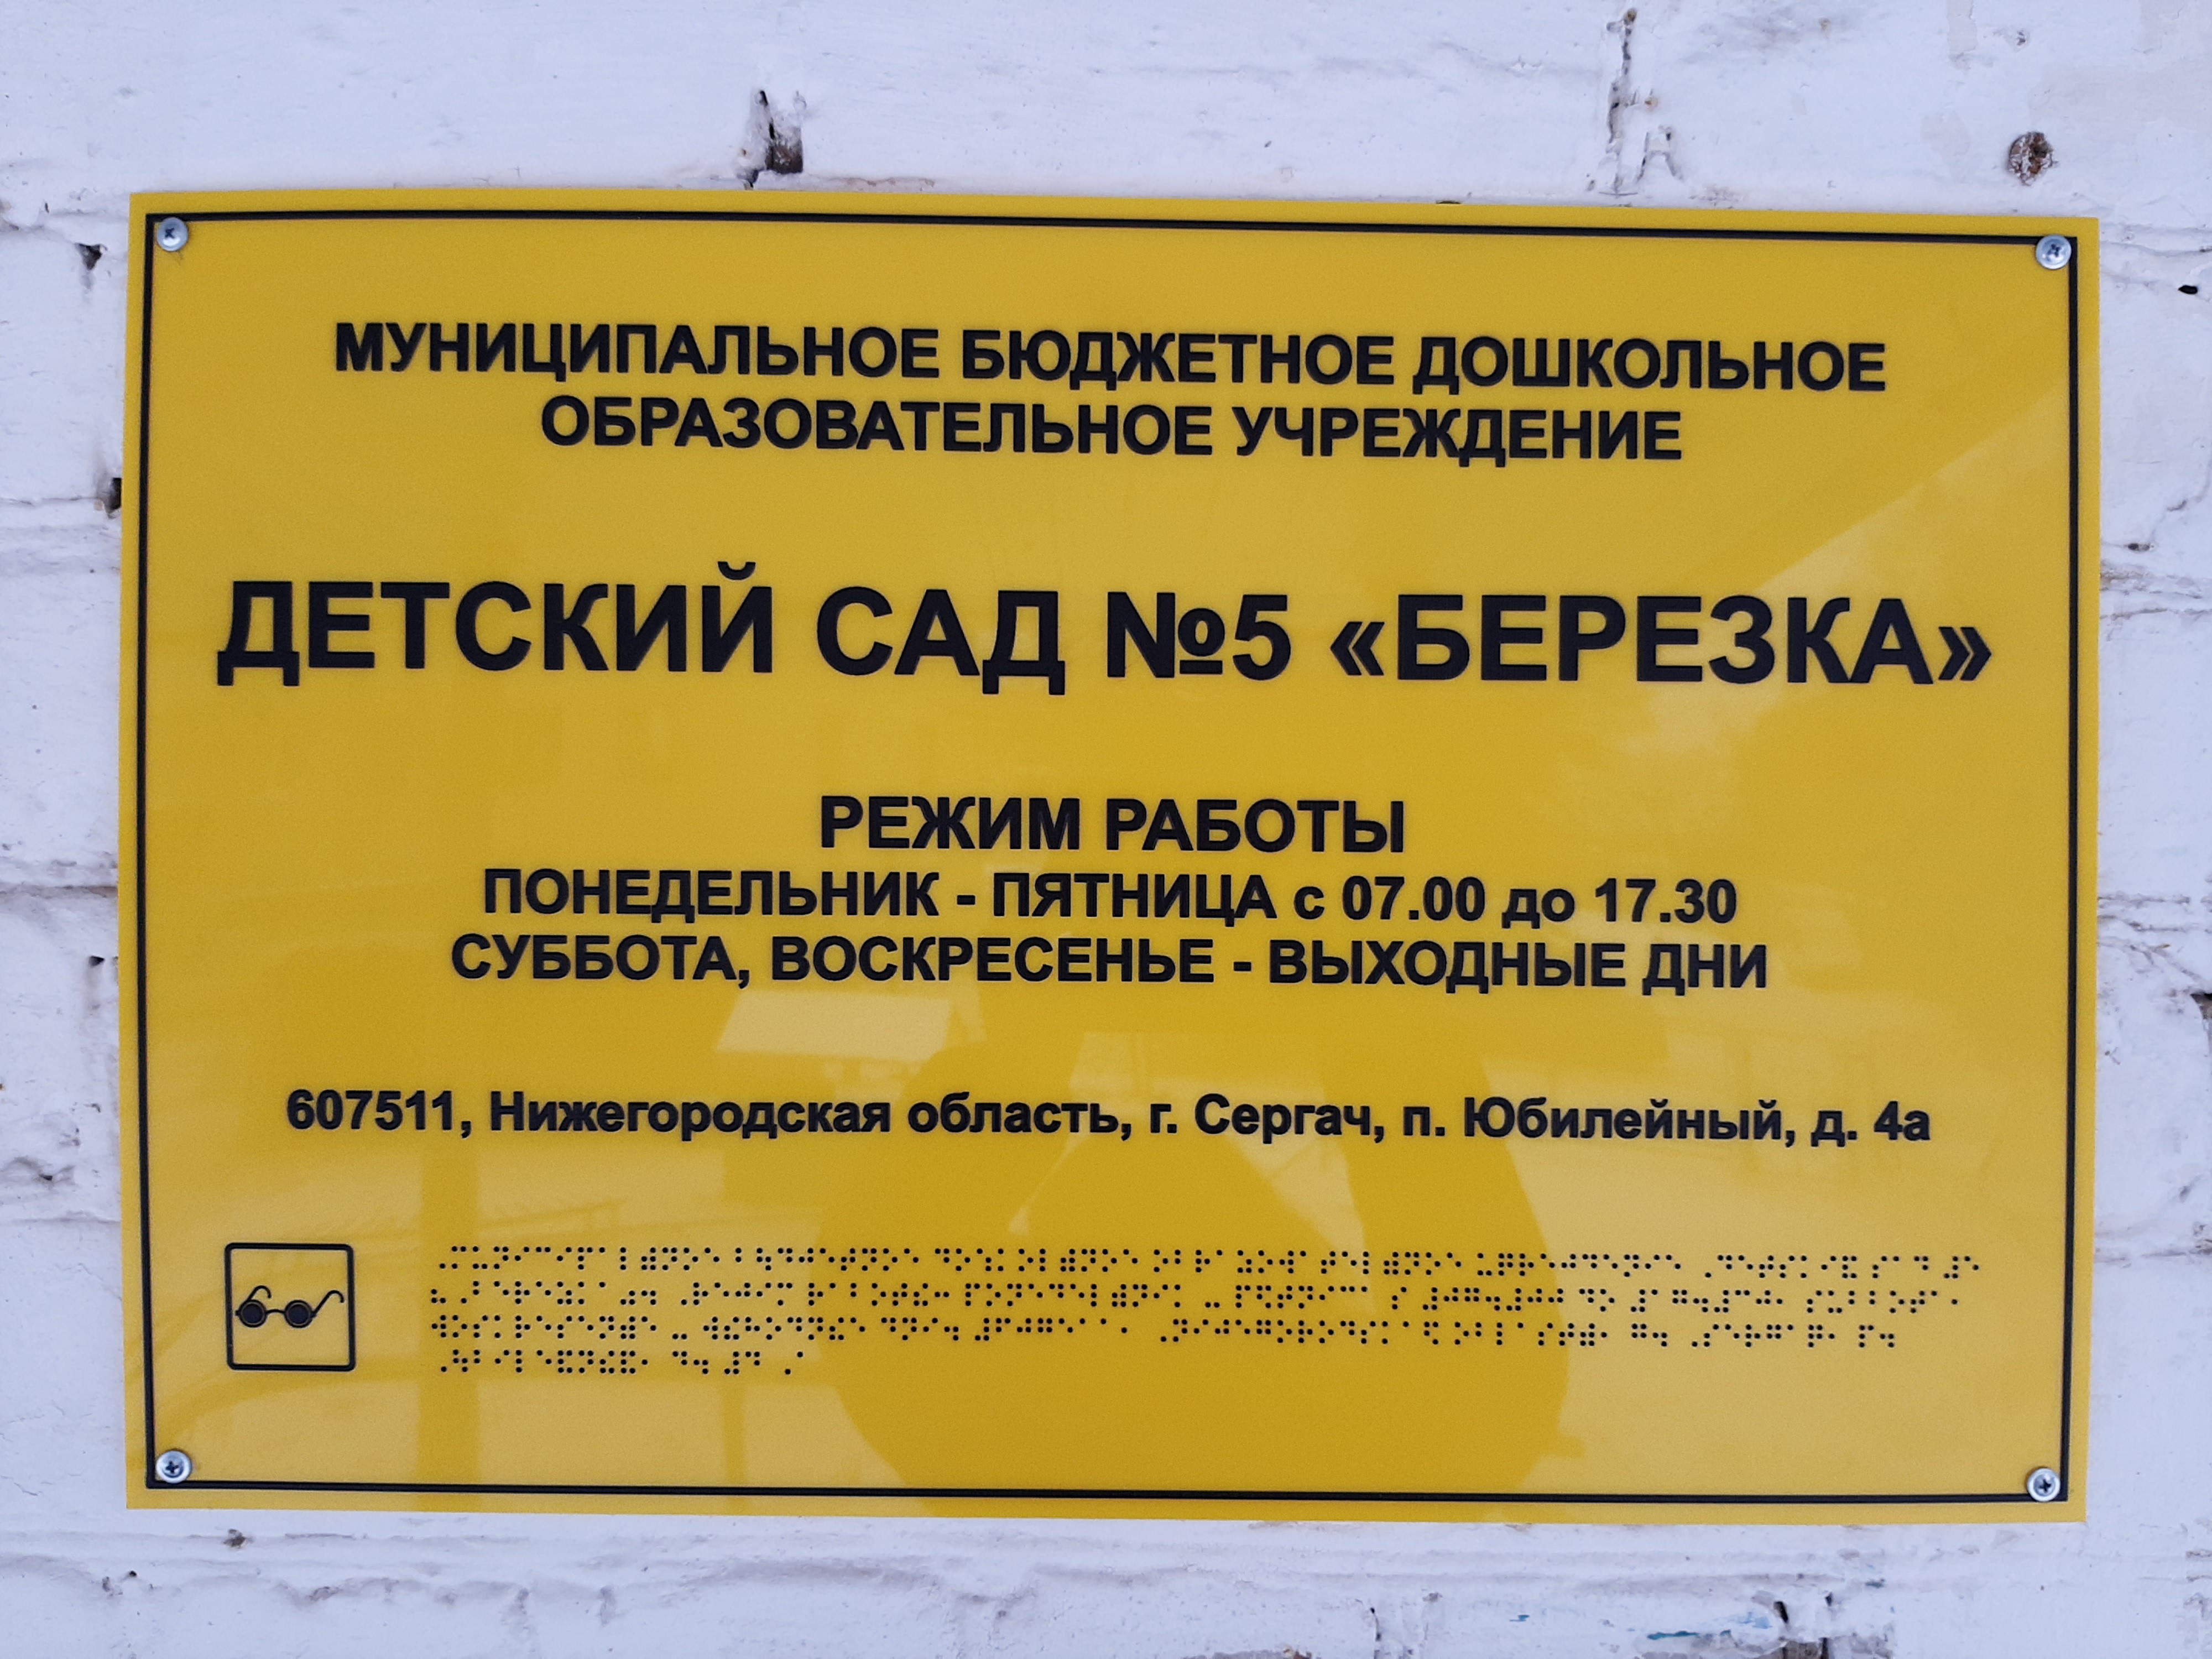 МУНИЦИПАЛЬНОЕ БЮДЖЕТНОЕ ДОШКОЛЬНОЕ
ОБРАЗОВАТЕЛЬНОЕ УЧРЕЖДЕНИЕ
ДЕТСКИЙ САД №5 «БЕРЕЗКА»
РЕЖИМ РАБОТЫ
ПОНЕДЕЛЬНИК - ПЯТНИЦА с 07.00 до 17.30
СУББОТА, ВОСКРЕСЕНЬЕ - ВЫХОДНЫЕ ДНИ
607511, Нижегородская область, г. Сергач, п. Юбилейный, д. 4а